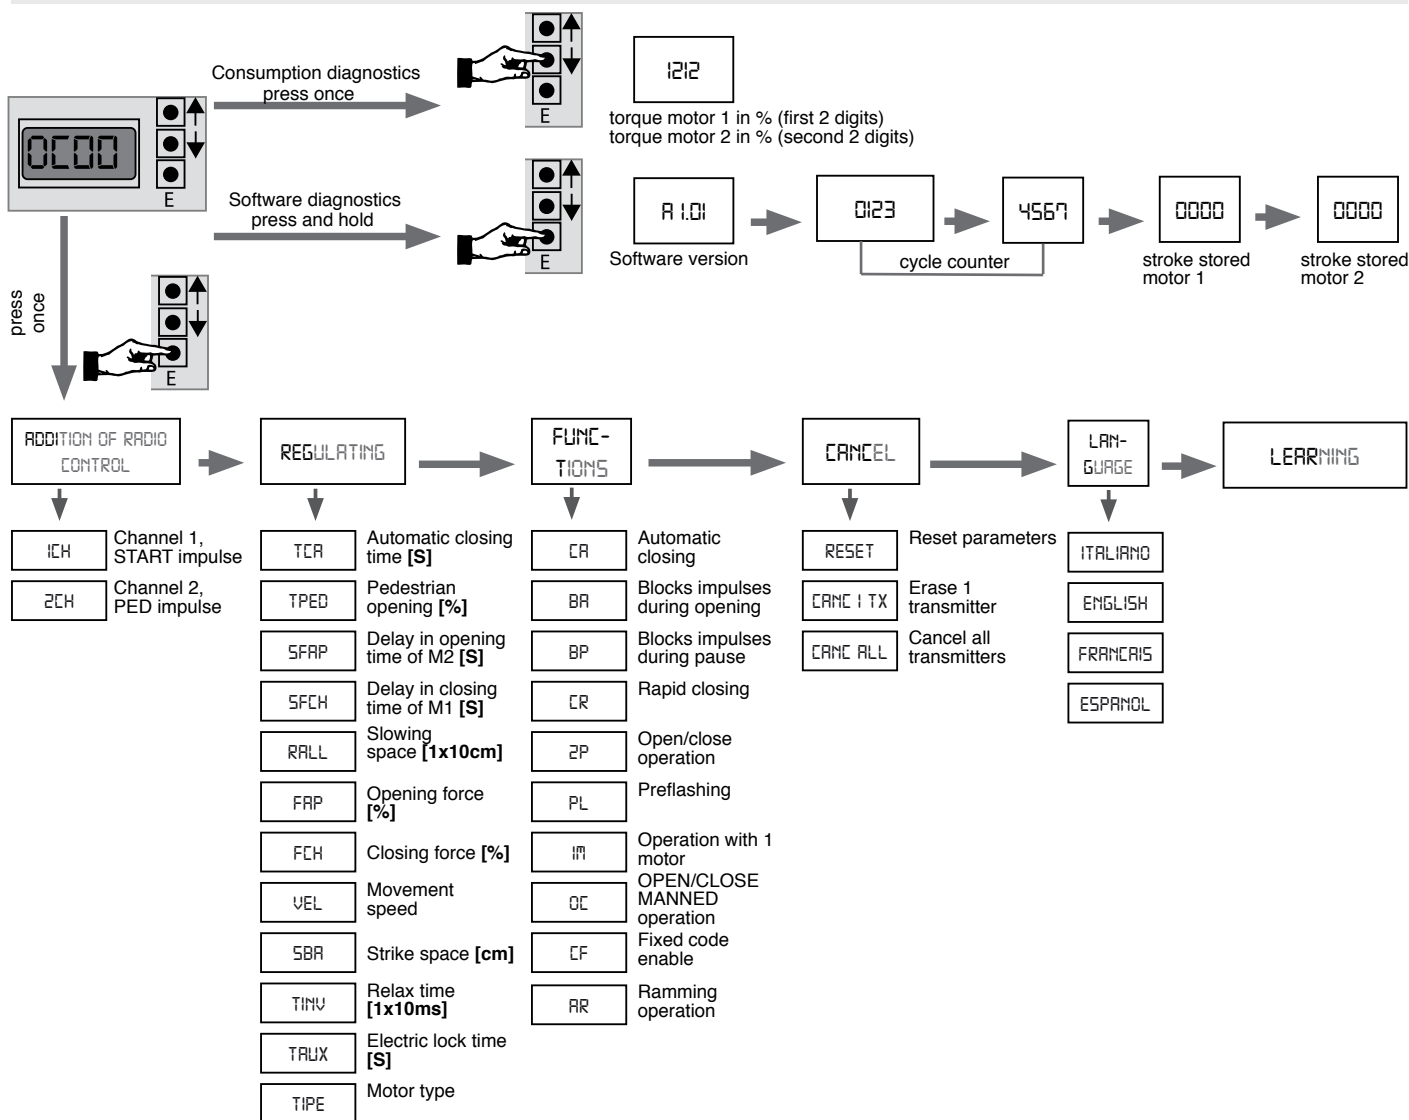 Consumption diagnostics
press once
E
1212
torque motor 1 in % (first 2 digits)
torque motor 2 in % (second 2 digits)
OC00
E
Software diagnostics
press and hold
E
A 1.01
Software version
0123
4567
cycle counter
0000
stroke stored
motor 1
0000
stroke stored
motor 2
press
once
E
ADDITION OF RADIO
CONTROL
REGULATING
FUNC-
TIONS
CANCEL
LAN-
GUAGE
LEARNING
1CH
Channel 1,
START impulse
2CH
Channel 2,
PED impulse
TCA
Automatic closing
time [S]
TPED
Pedestrian
opening [%]
SFAP
Delay in opening
time of M2 [S]
SFCH
Delay in closing
time of M1 [S]
RALL
Slowing
space [1x10cm]
FAP
Opening force
[%]
FCH
Closing force [%]
VEL
Movement
speed
SBA
Strike space [cm]
TINV
Relax time
[1x10ms]
TAUX
Electric lock time
[S]
TIPE
Motor type
CA
Automatic
closing
BA
Blocks impulses
during opening
BP
Blocks impulses
during pause
CR
Rapid closing
2P
Open/close
operation
PL
Preflashing
1M
Operation with 1
motor
OC
OPEN/CLOSE
MANNED
operation
CF
Fixed code
enable
AR
Ramming
operation
RESET
Reset parameters
CANC 1 TX
Erase 1
transmitter
CANC ALL
Cancel all
transmitters
ITALIANO
ENGLISH
FRANCAIS
ESPANOL